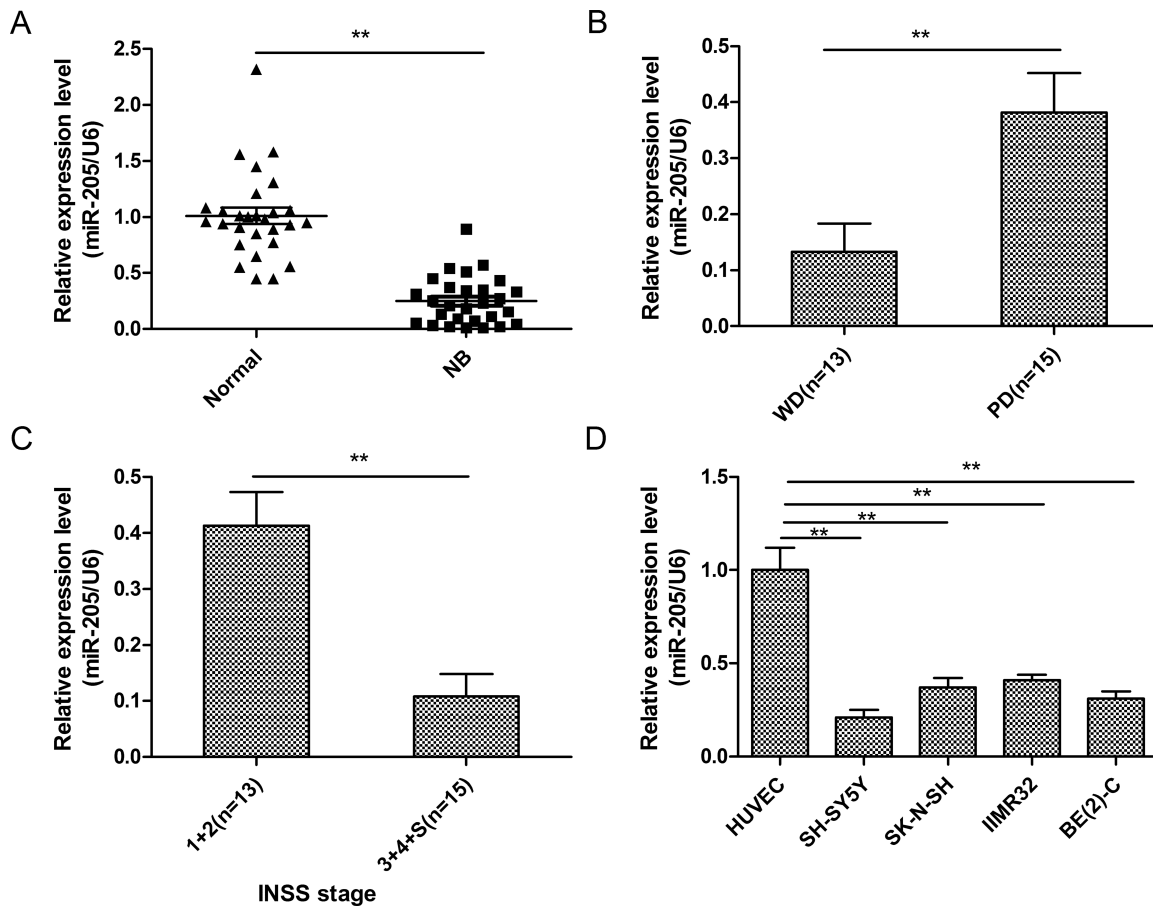 A
Relative expression level
(miR-205/U6)
2.5
2.0
1.5
1.0
0.5
0.0
**
Normal
NB
B
Relative expression level
(miR-205/U6)
0.5
0.4
0.3
0.2
0.1
0.0
**
WD(n=13)
PD(n=15)
C
Relative expression level
(miR-205/U6)
0.5
0.4
0.3
0.2
0.1
0.0
**
1+2(n=13)
3+4+S(n=15)
INSS stage
D
Relative expression level
(miR-205/U6)
1.5
1.0
0.5
0.0
**
**
**
**
HUVEC
SH-SY5Y
SK-N-SH
IIMR32
BE(2)-C